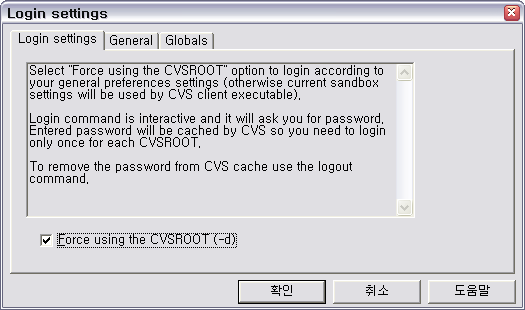 Login settings
Login settings General Globals
Select "Force using the CVSROOT" option to login according to
your general preferences settings (otherwise current sandbox
settings will be used by CVS client executable).
Login command is interactive and it will ask you for password.
Entered password will be cached by CVS so you need to login
only once for each CVSROOT.
To remove the password from CVS cache use the logout
command.
Force using the CVSROOT (-d)
확인 취소 도움말